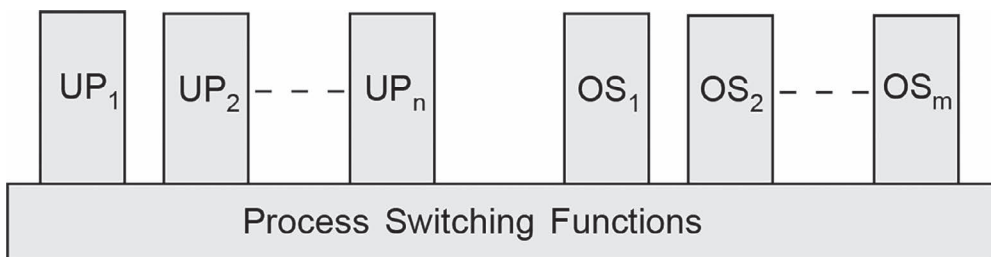 UP₁ UP₂ UPₙ OS₁ OS₂ OSₘ
Process Switching Functions